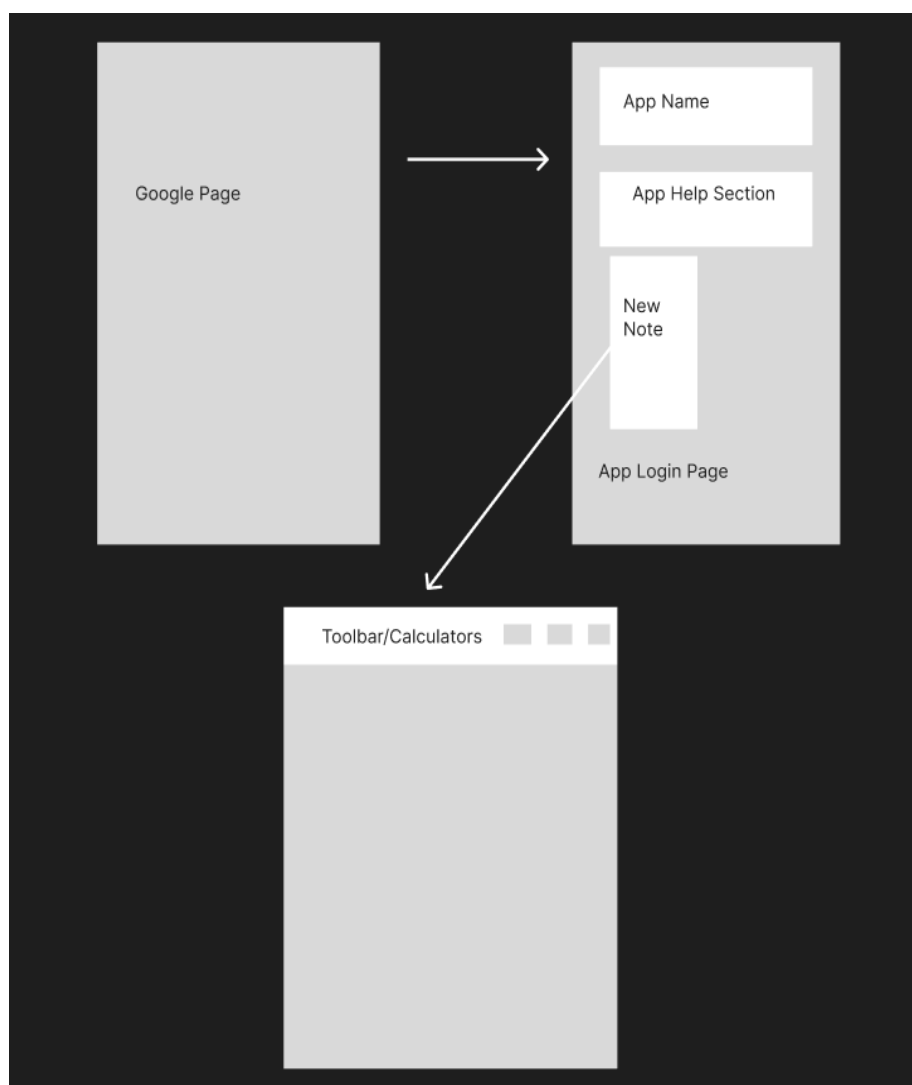 Google Page
App Name
App Help Section
New
Note
App Login Page
Toolbar/Calculators